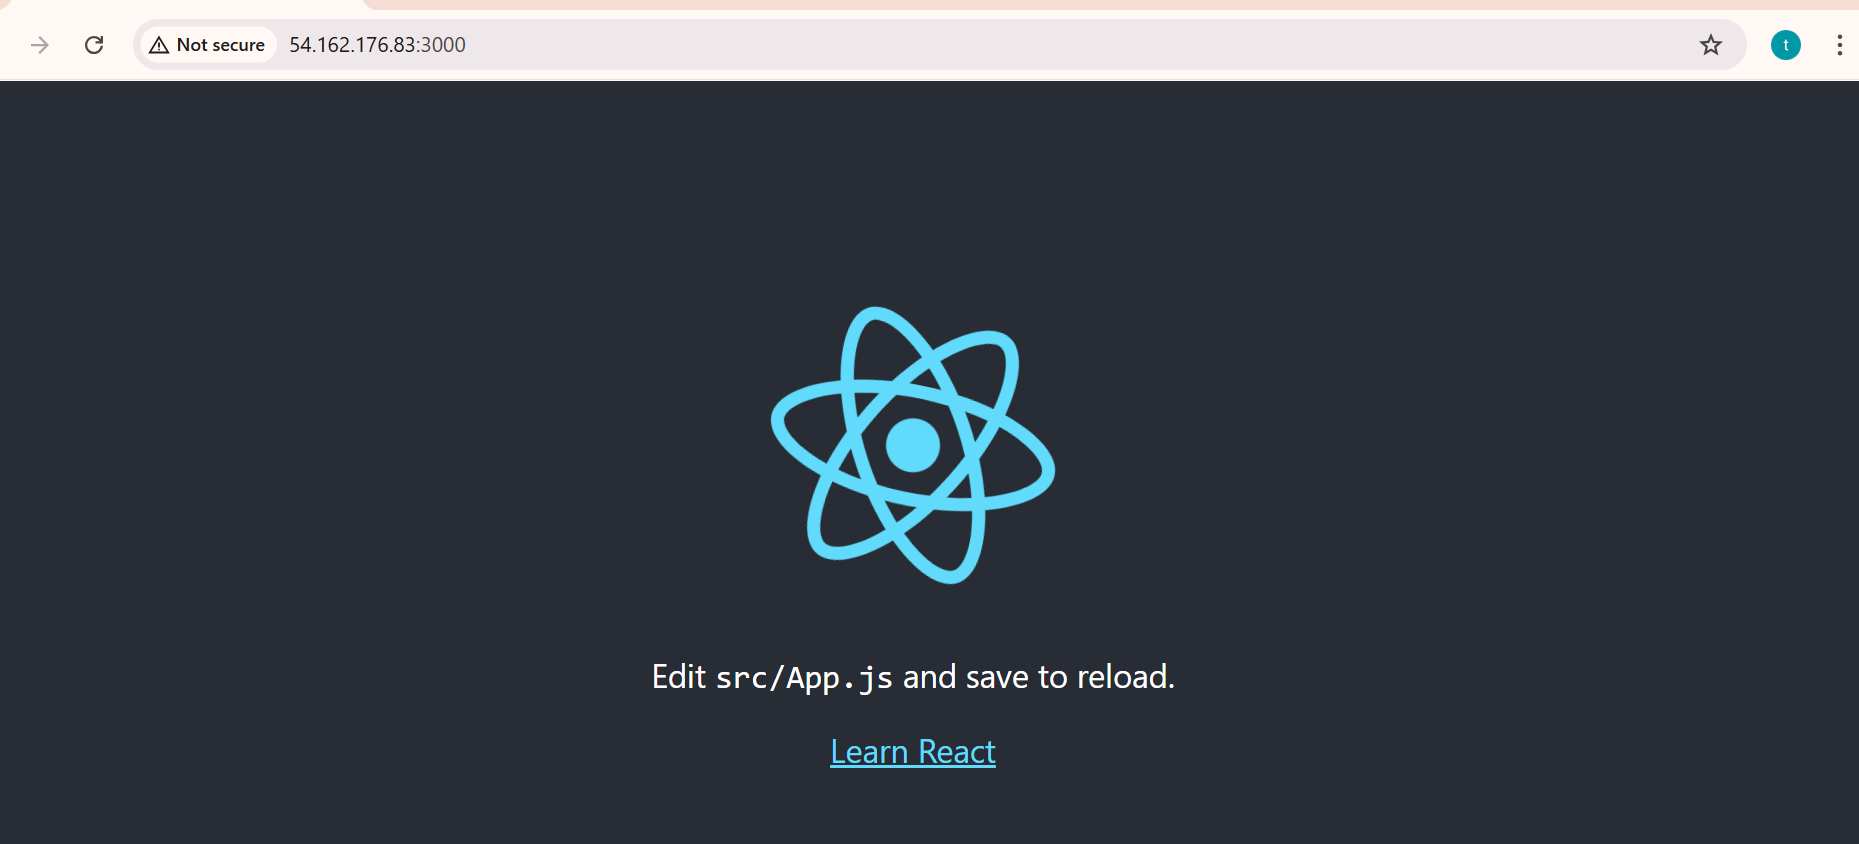 Not secure 54.162.176.83:3000
t
Edit src/App.js and save to reload.
Learn React